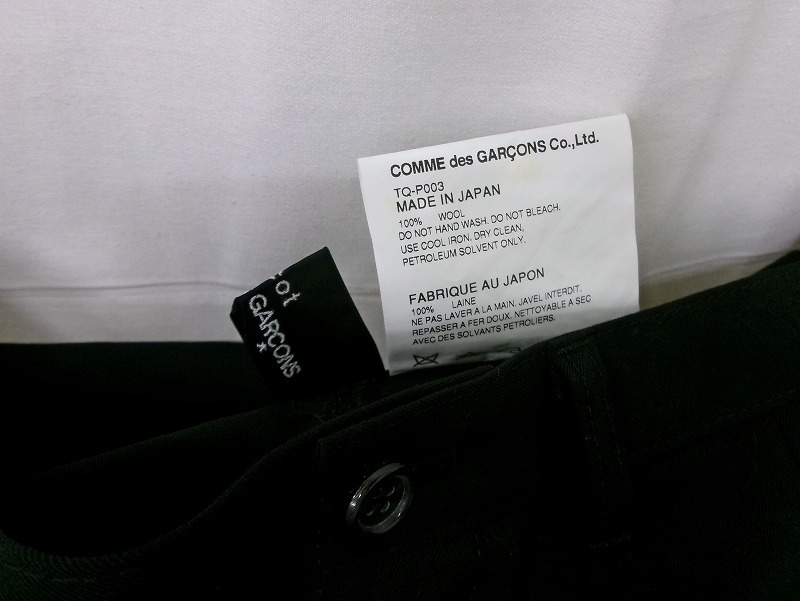 COMME des GARÇONS Co.,Ltd.
TQ-P003
MADE IN JAPAN
100% WOOL
DO NOT HAND WASH. DO NOT BLEACH.
USE COOL IRON. DRY CLEAN,
PETROLEUM SOLVENT ONLY.
FABRIQUE AU JAPON
100% LAINE
NE PAS LAVER A LA MAIN. JAVEL INTERDIT.
REPASSER A FER DOUX. NETTOYABLE A SEC
AVEC DES SOLVANTS PETROLIERS.
GARÇONS